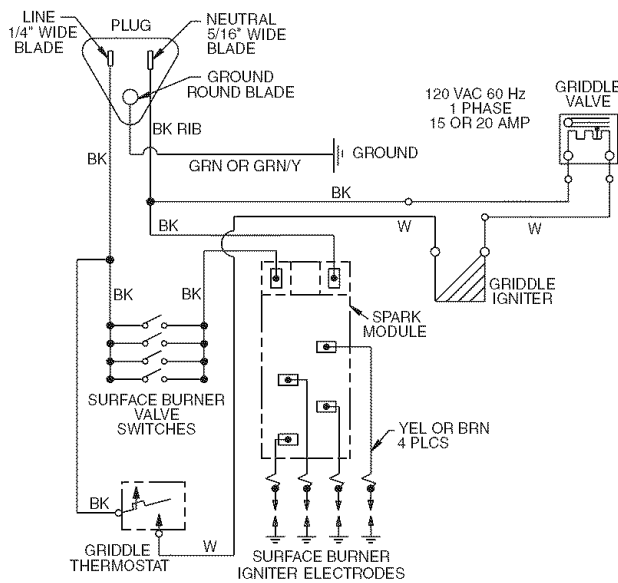 LINE
1/4" WIDE
BLADE
PLUG
NEUTRAL
5/16" WIDE
BLADE
GROUND
ROUND BLADE
120 VAC 60 Hz
1 PHASE
15 OR 20 AMP
GRIDDLE
VALVE
BK RIB
BK
GRN OR GRN/Y
GROUND
BK
BK
W
W
GRIDDLE
IGNITER
BK
BK
SPARK
MODULE
SURFACE BURNER
VALVE
SWITCHES
YEL OR BRN
4 PLCS
BK
GRIDDLE
THERMOSTAT
W
SURFACE BURNER
IGNITER ELECTRODES